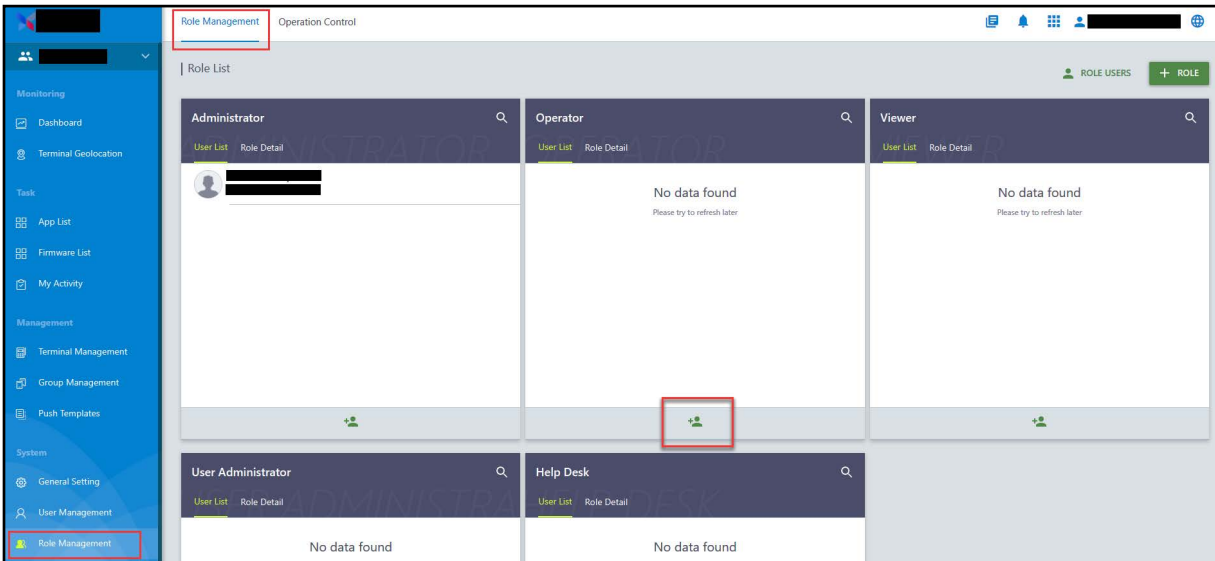 Role Management Operation Control
Role List
ROLE USERS
+ ROLE
Monitoring
Dashboard
Terminal Geolocation
Task
App List
Firmware List
My Activity
Management
Terminal Management
Group Management
Push Templates
System
General Setting
User Management
Role Management
Administrator
ADMINISTRATOR
User List Role Detail
Operator
OPERATOR
User List Role Detail
No data found
Please try to refresh later
Viewer
VIEWER
User List Role Detail
No data found
Please try to refresh later
User Administrator
User List Role Detail
No data found
Help Desk
User List Role Detail
No data found